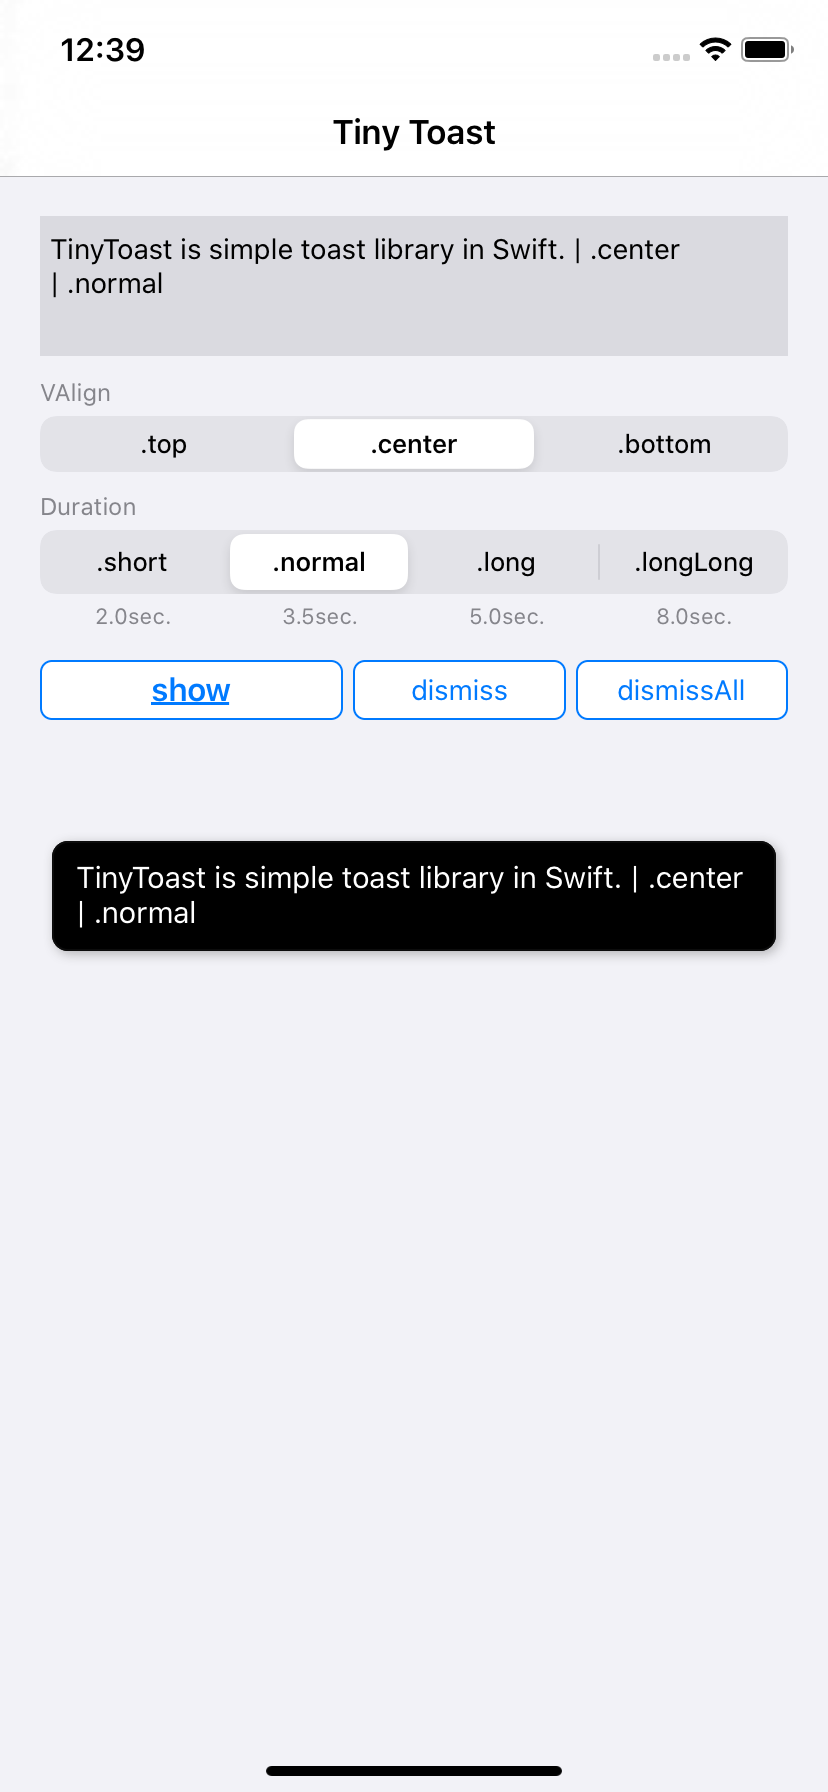 12:39
Tiny Toast
TinyToast is simple toast library in Swift. | .center
| .normal
VAlign
.top .center .bottom
Duration
.short .normal .long .longLong
2.0sec. 3.5sec. 5.0sec. 8.0sec.
show dismiss dismissAll
TinyToast is simple toast library in Swift. | .center
| .normal